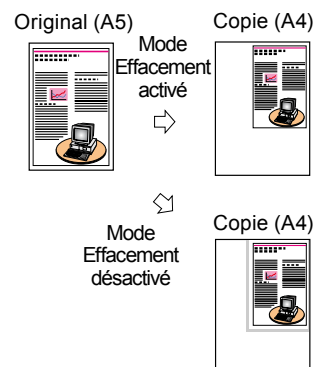 Original (A5)
Copie (A4)
Mode
Effacement
activé
Copie (A4)
Mode
Effacement
désactivé